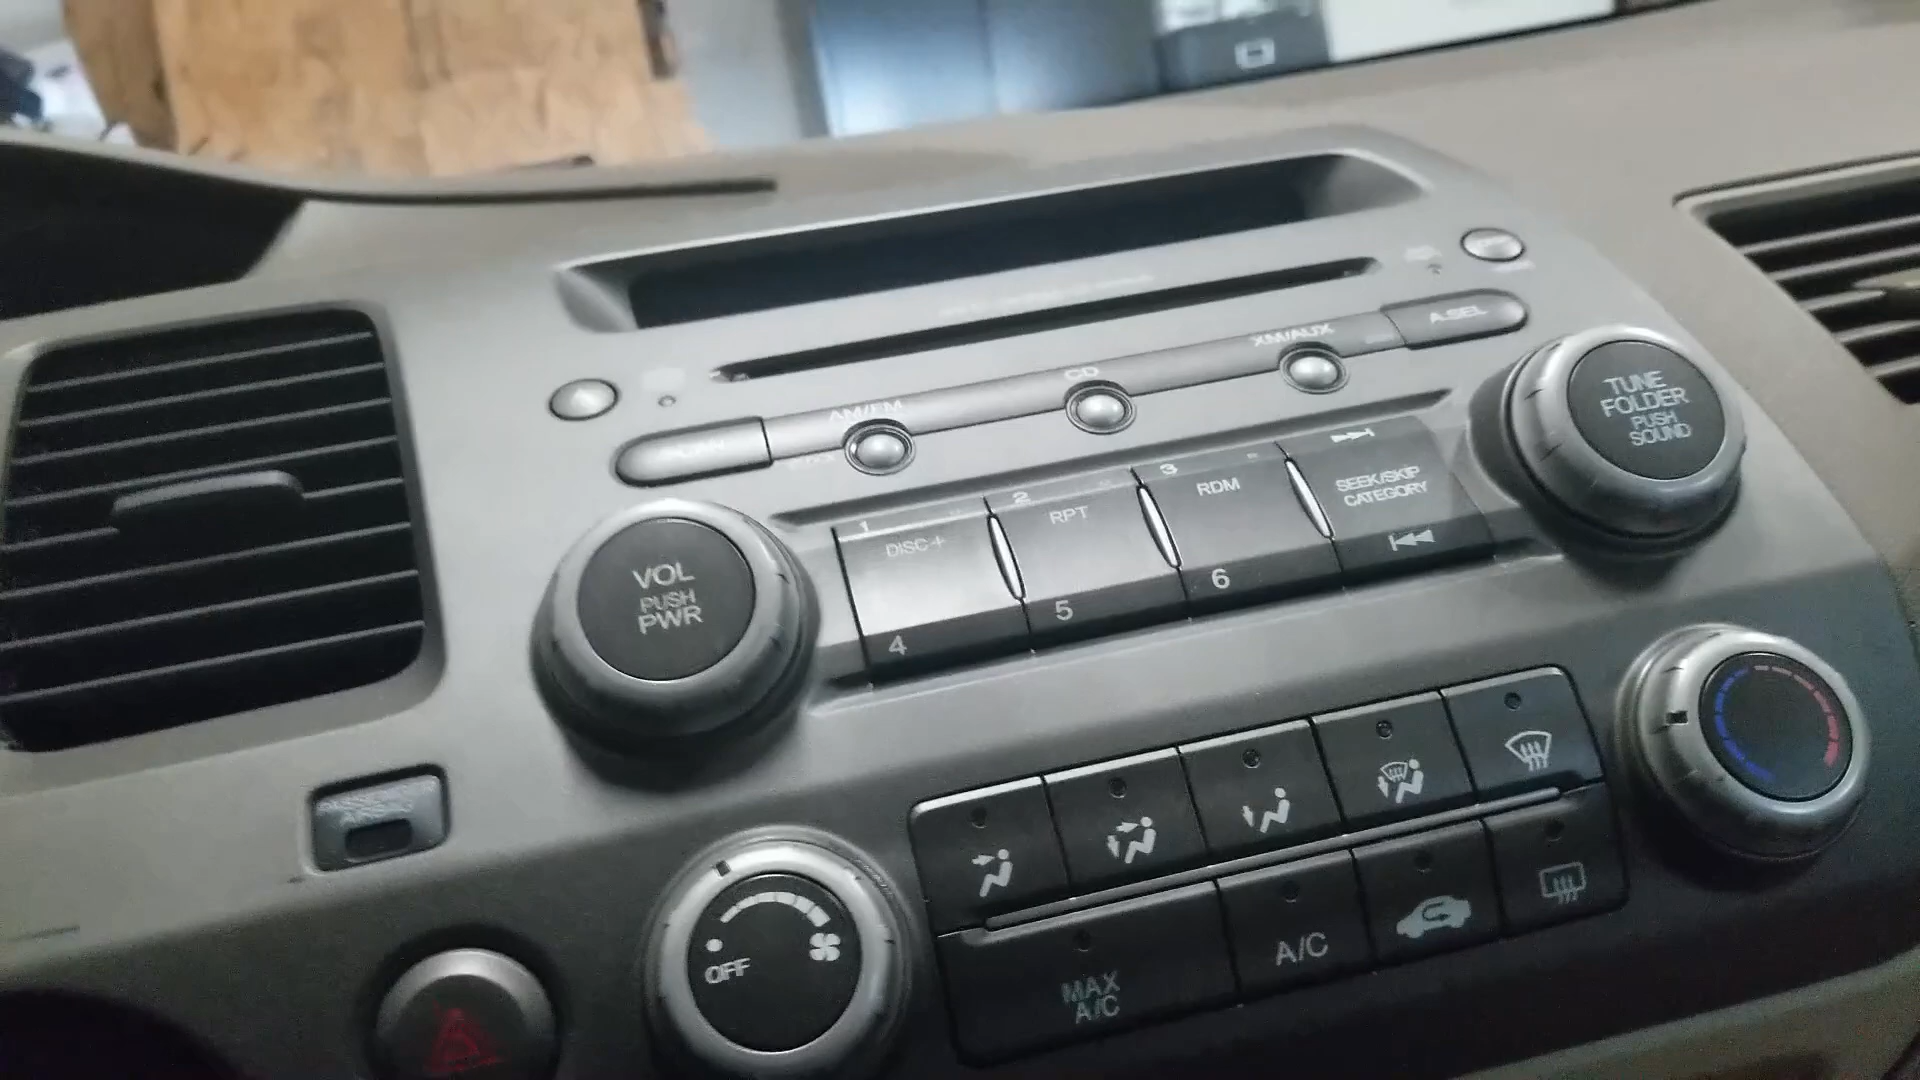 A.SEL
XM/AUX
CD
AM/FM
TUNE
FOLDER
PUSH
SOUND
1
2
3
DISC+
RPT
RDM
SEEK/SKIP
CATEGORY
4
5
6
VOL
PUSH
PWR
OFF
MAX
A/C
A/C